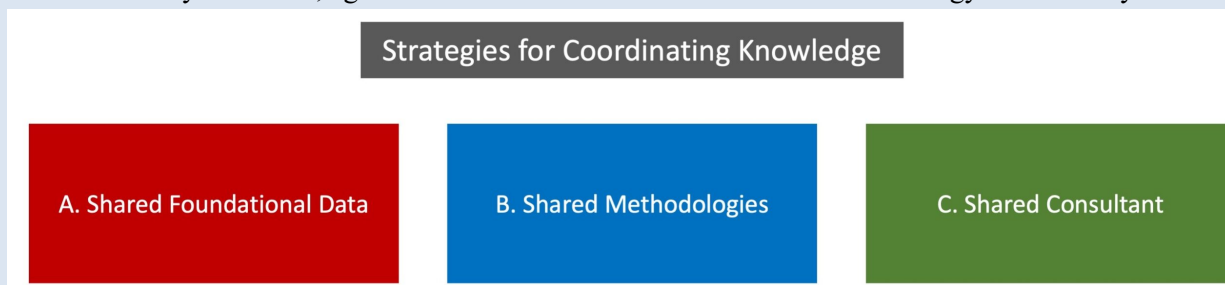 Strategies for Coordinating Knowledge
A. Shared Foundational Data
B. Shared Methodologies
C. Shared Consultant